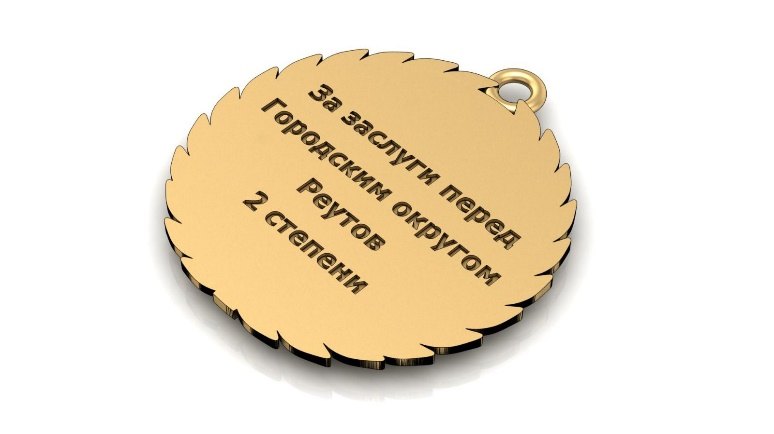 За заслуги перед
Городским округом
Реутов
2 степени